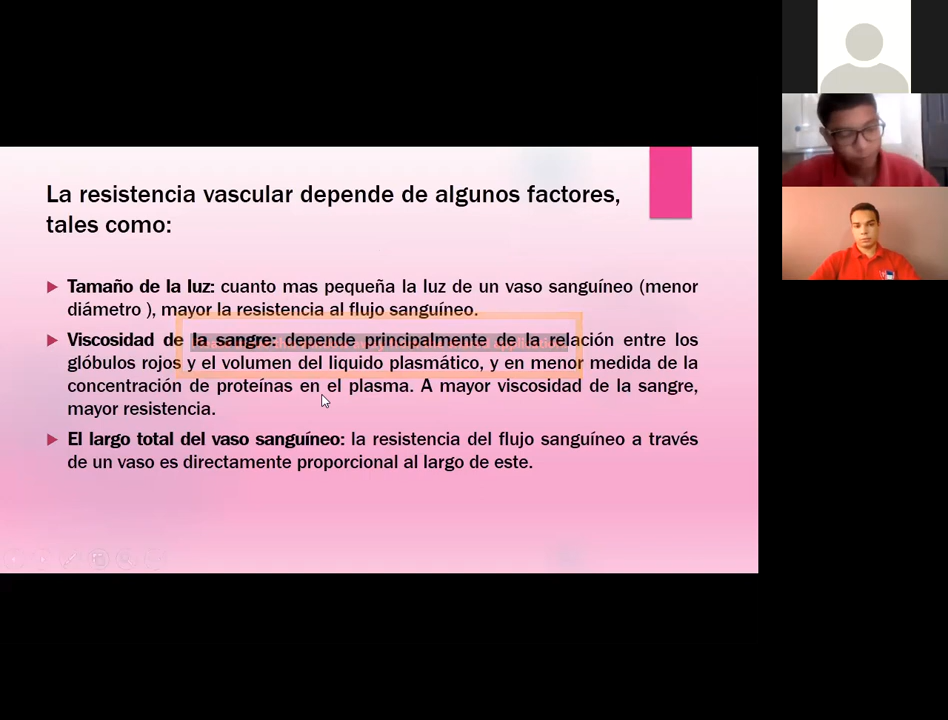 La resistencia vascular depende de algunos factores,
tales como:
Tamaño de la luz: cuanto mas pequeña la luz de un vaso sanguíneo (menor
diámetro ), mayor la resistencia al flujo sanguíneo.
Viscosidad de la sangre: depende principalmente de la relación entre los
glóbulos rojos y el volumen del liquido plasmático, y en menor medida de la
concentración de proteínas en el plasma. A mayor viscosidad de la sangre,
mayor resistencia.
El largo total del vaso sanguíneo: la resistencia del flujo sanguíneo a través
de un vaso es directamente proporcional al largo de este.